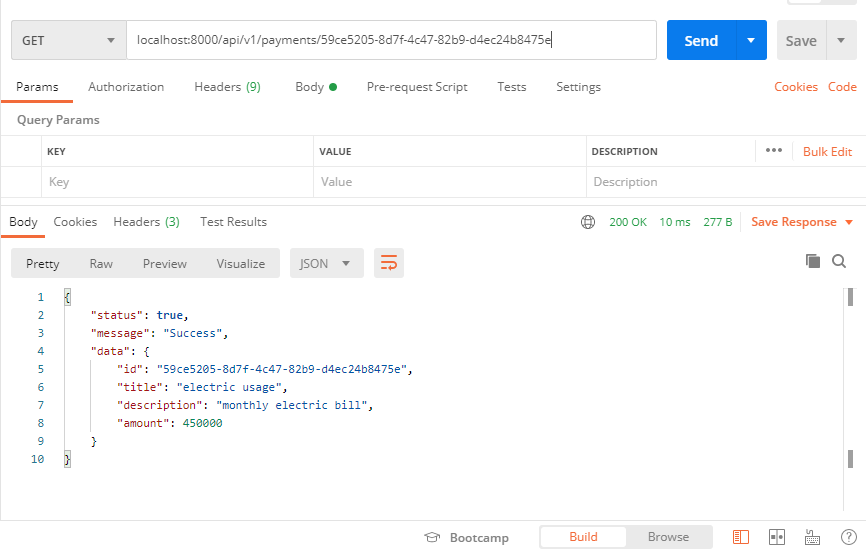 GET localhost:8000/api/v1/payments/59ce5205-8d7f-4c47-82b9-d4ec24b8475e Send Save
Params Authorization Headers (9) Body Pre-request Script Tests Settings Cookies Code
Query Params
KEY VALUE DESCRIPTION ••• Bulk Edit
Key Value Description
Body Cookies Headers (3) Test Results 200 OK 10 ms 277 B Save Response
Pretty Raw Preview Visualize JSON
1 {
2 "status": true,
3 "message": "Success",
4 "data": {
5 "id": "59ce5205-8d7f-4c47-82b9-d4ec24b8475e",
6 "title": "electric usage",
7 "description": "monthly electric bill",
8 "amount": 450000
9 }
10 }
Bootcamp Build Browse